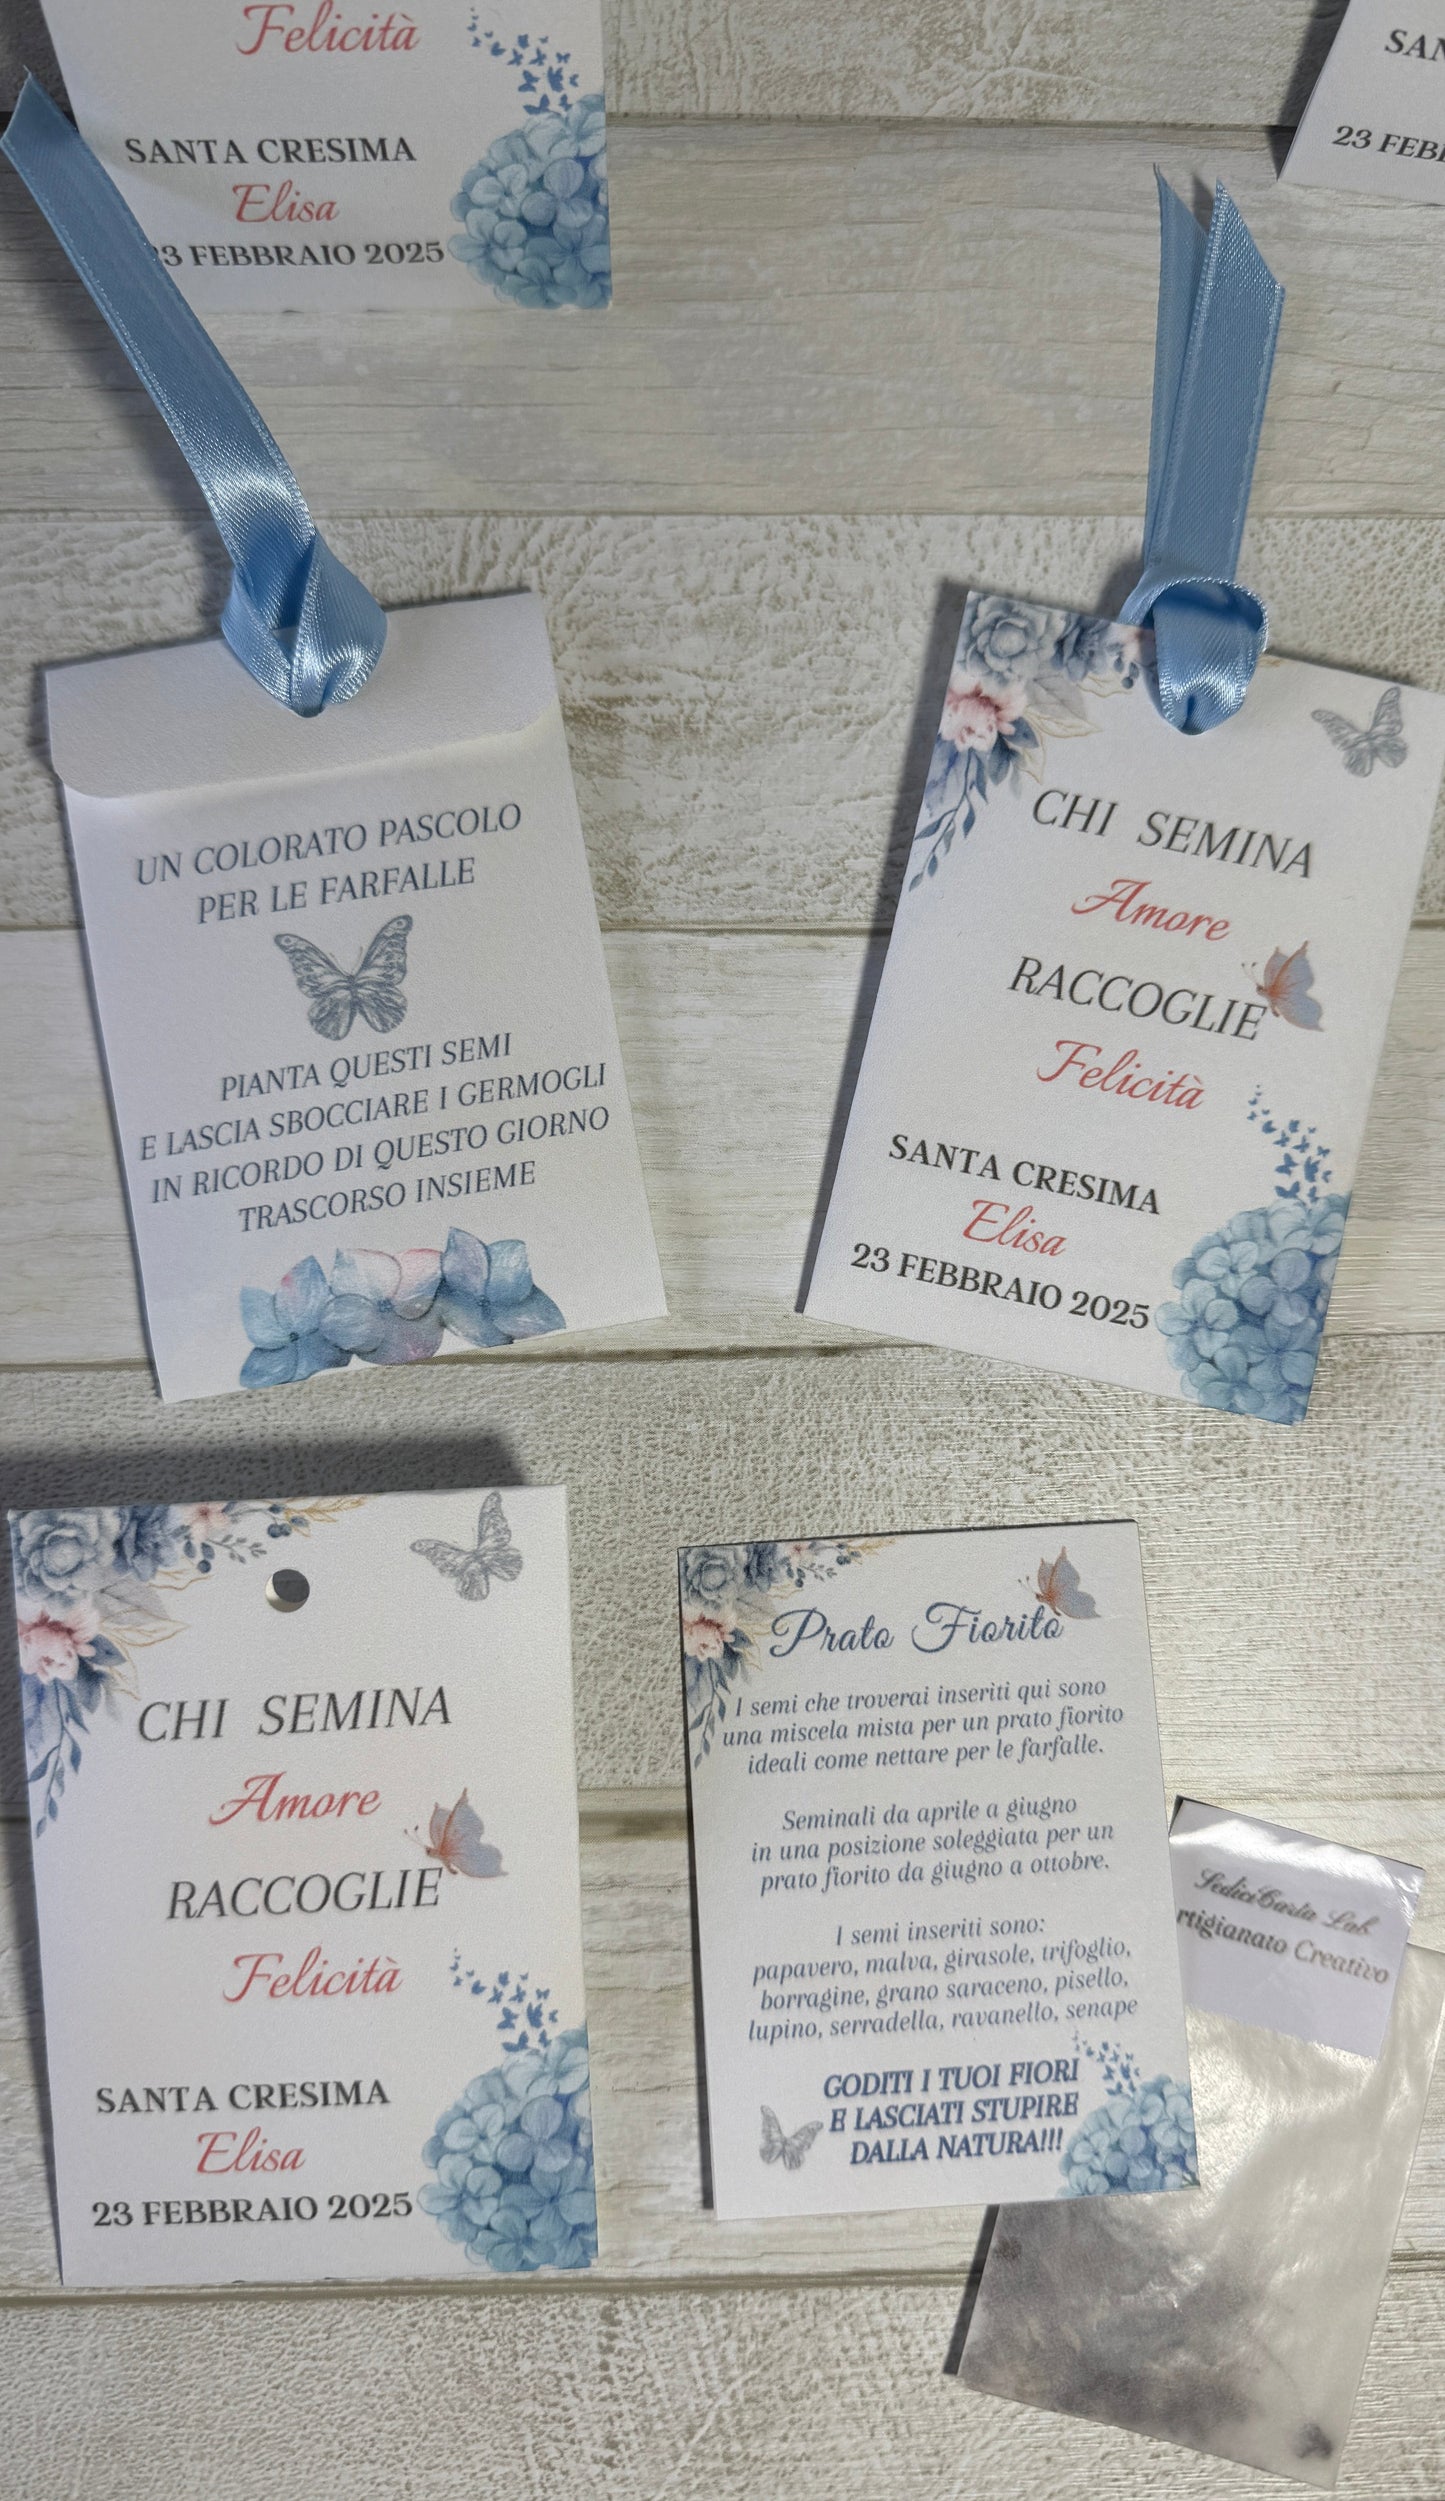 Felicità
SANTA CRESIMA
Elisa
23 FEBBRAIO 2025
SAN
23 FEBB
UN COLORATO PASCOLO
PER LE FARFALLE
PIANTA QUESTI SEMI
E LASCIA SBOCCIARE I GERMOGLI
IN RICORDO DI QUESTO GIORNO
TRASCORSO INSIEME
CHI SEMINA
Amore
RACCOGLIE
Felicità
SANTA CRESIMA
Elisa
23 FEBBRAIO 2025
CHI SEMINA
Amore
RACCOGLIE
Felicità
SANTA CRESIMA
Elisa
23 FEBBRAIO 2025
Prato Fiorito
I semi che troverai inseriti qui sono
una miscela mista per un prato fiorito
ideali come nettare per le farfalle.
Seminali da aprile a giugno
in una posizione soleggiata per un
prato fiorito da giugno a ottobre.
I semi inseriti sono:
papavero, malva, girasole, trifoglio,
borragine, grano saraceno, pisello,
lupino, serradella, ravanello, senape
GODITI I TUOI FIORI
E LASCIATI STUPIRE
DALLA NATURA!!!
SediciCarta Lab
rtigianato Creativo